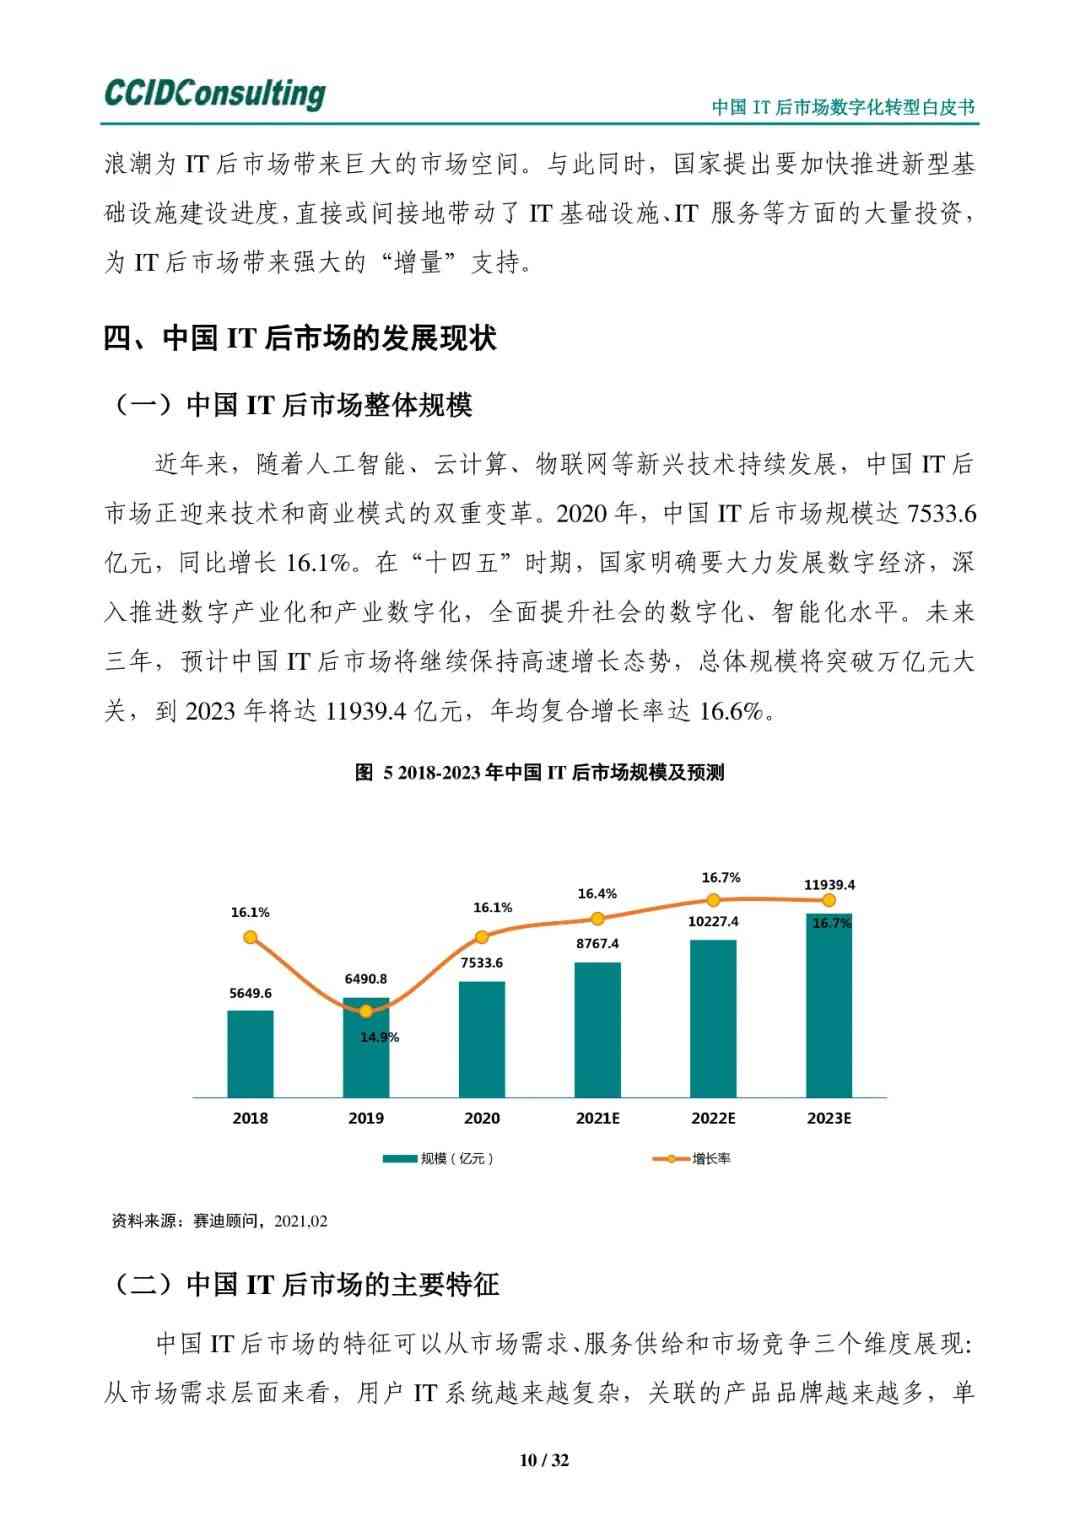 CCIDConsulting
中国 IT 后市场数字化转型白皮书
浪潮为 IT 后市场带来巨大的市场空间。与此同时，国家提出要加快推进新型基
础设施建设进度，直接或间接地带动了 IT 基础设施、IT 服务等方面的大量投资，
为 IT 后市场带来强大的“增量”支持。
四、中国 IT 后市场的发展现状
（一）中国 IT 后市场整体规模
近年来，随着人工智能、云计算、物联网等新兴技术持续发展，中国 IT 后
市场正迎来技术和商业模式的双重变革。2020 年，中国 IT 后市场规模达 7533.6
亿元，同比增长 16.1%。在“十四五”时期，国家明确要大力发展数字经济，深
入推进数字产业化和产业数字化，全面提升社会的数字化、智能化水平。未来
三年，预计中国 IT 后市场将继续保持高速增长态势，总体规模将突破万亿元大
关，到 2023 年将达 11939.4 亿元，年均复合增长率达 16.6%。
图 5 2018-2023 年中国 IT 后市场规模及预测
16.1% 14.9% 16.1% 16.4% 16.7% 16.7%
5649.6 6490.8 7533.6 8767.4 10227.4 11939.4
2018 2019 2020 2021E 2022E 2023E
规模（亿元） 增长率
资料来源：赛迪顾问，2021,02
（二）中国 IT 后市场的主要特征
中国 IT 后市场的特征可以从市场需求、服务供给和市场竞争三个维度展现：
从市场需求层面来看，用户 IT 系统越来越复杂，关联的产品品牌越来越多，单
10 / 32